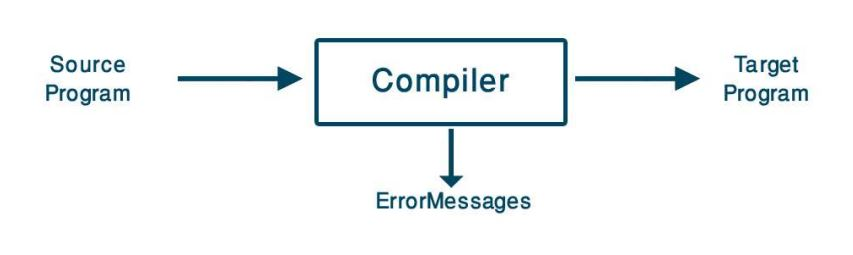 Source
Program
Compiler
Target
Program
ErrorMessages